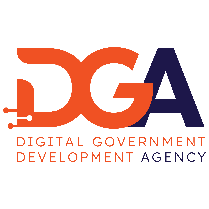 DGA
DIGITAL GOVERNMENT
DEVELOPMENT AGENCY